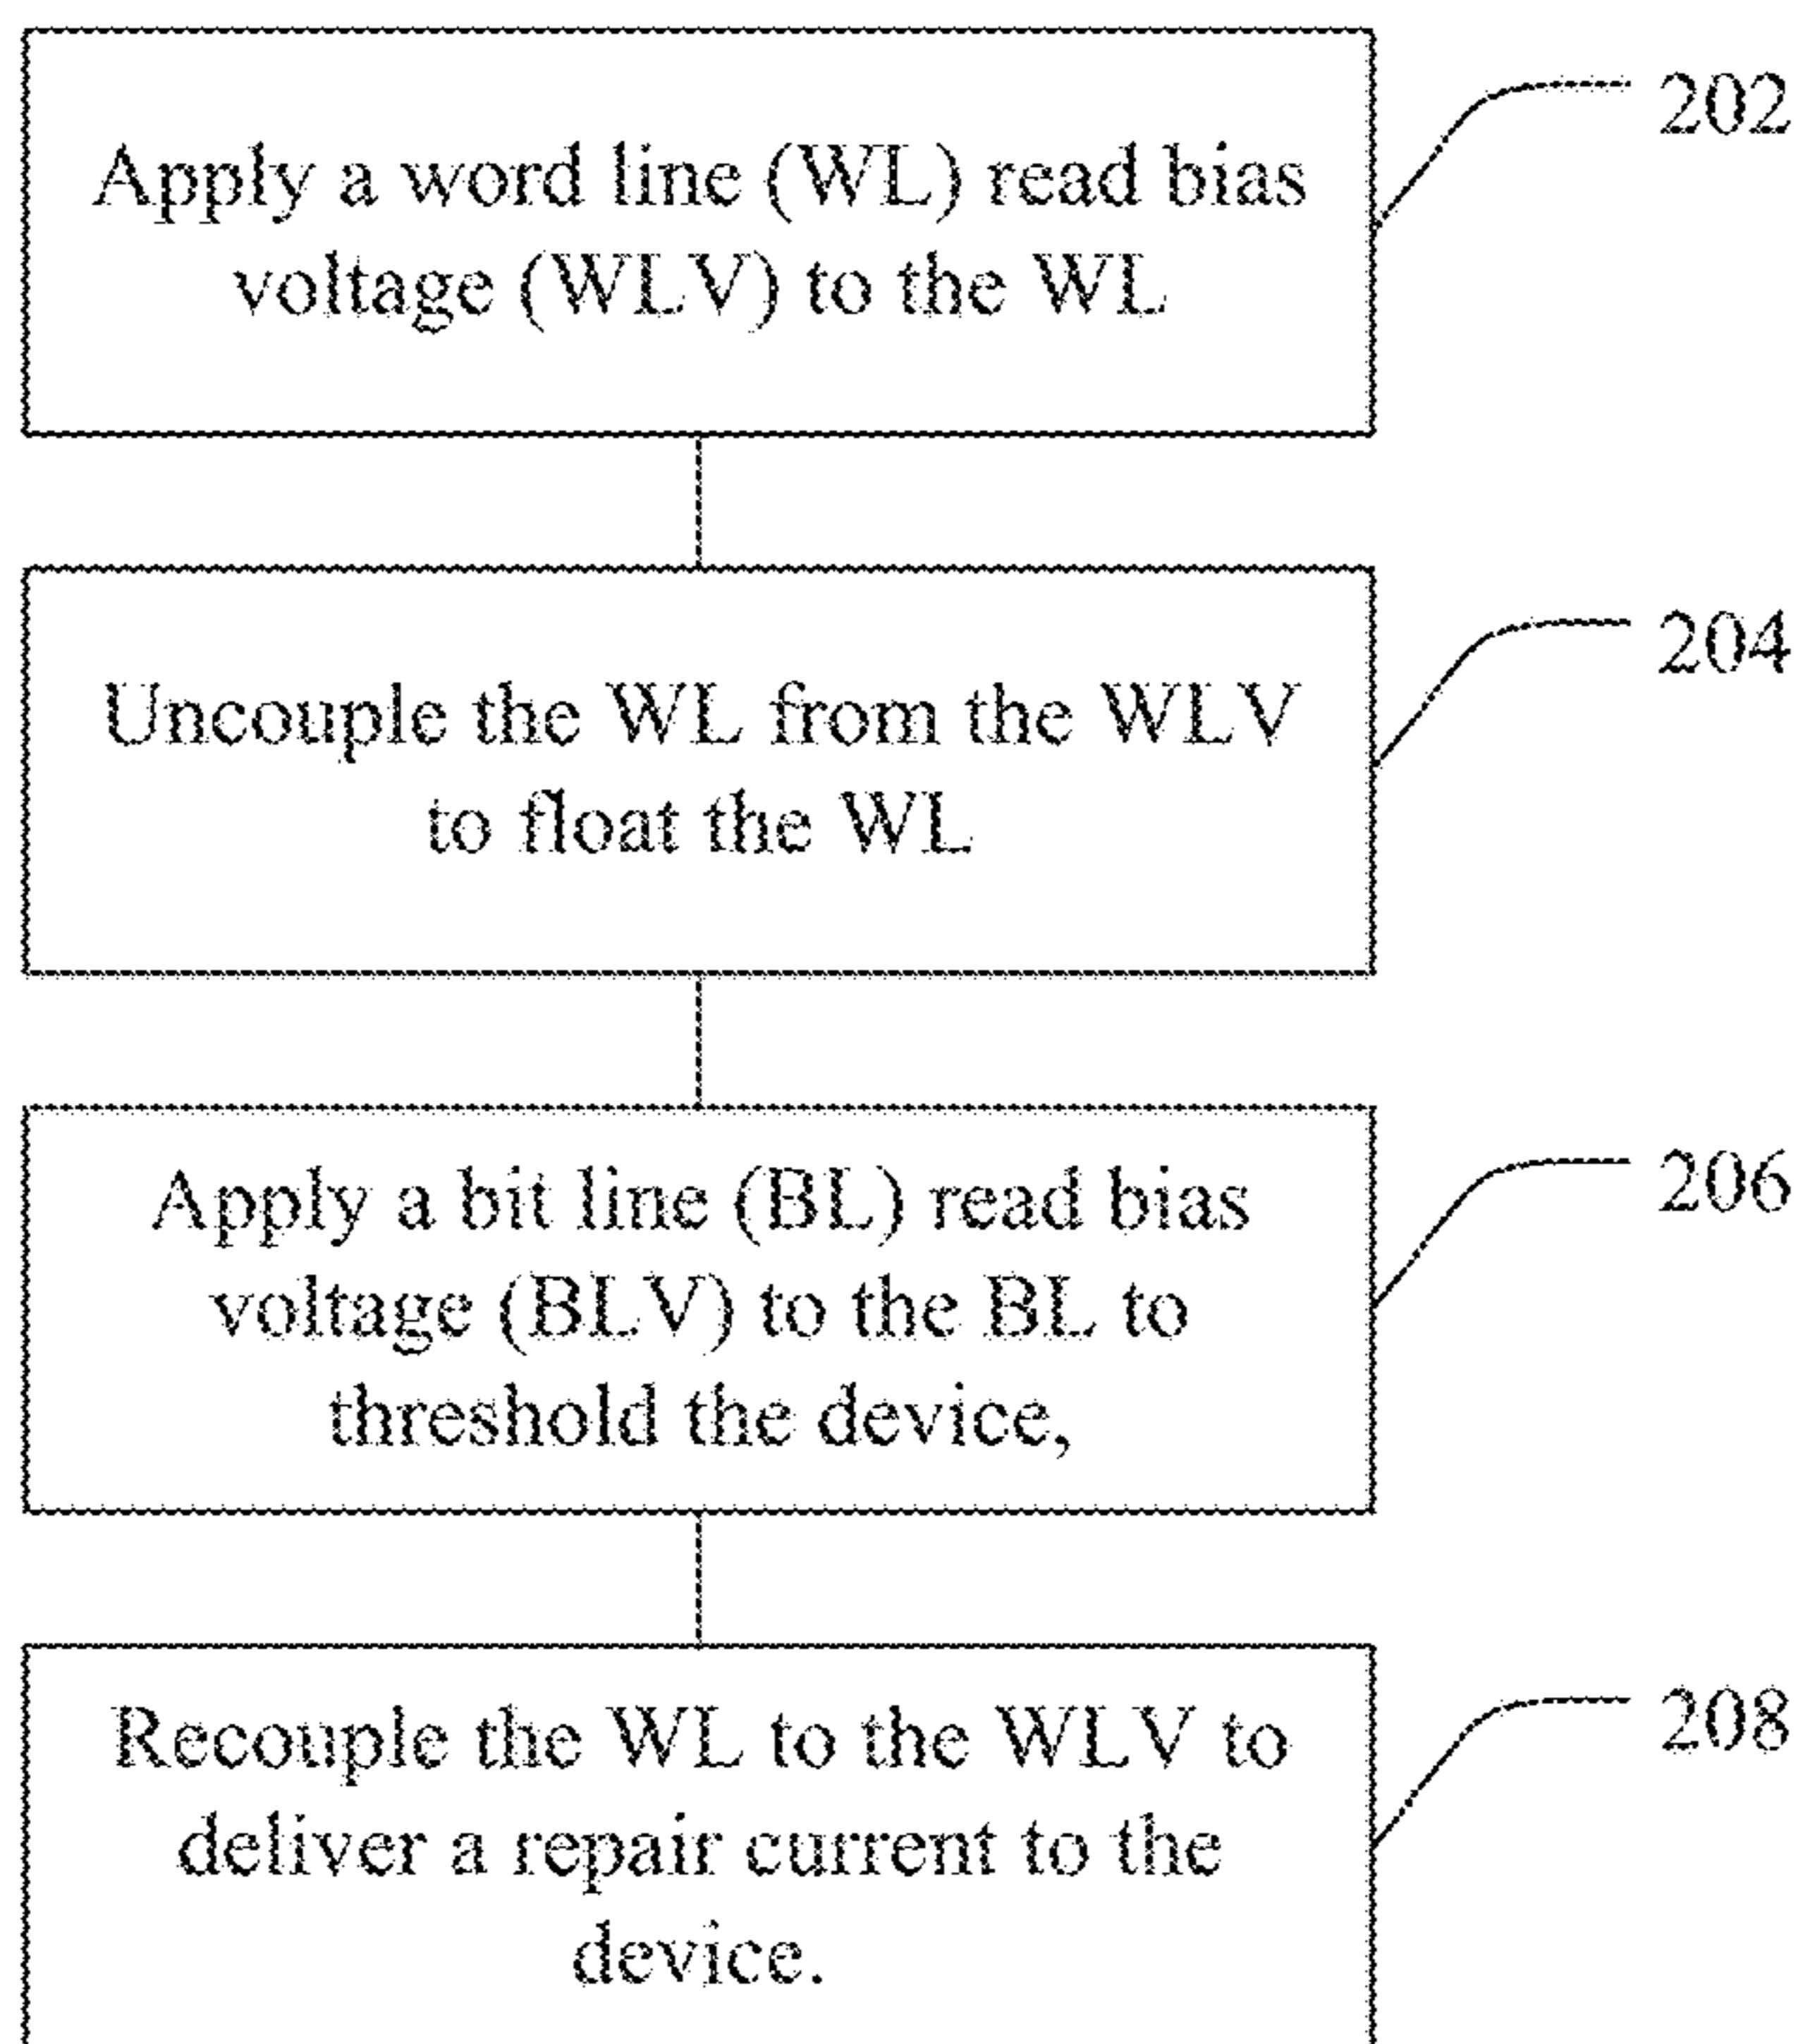 Apply a word line (WL) read bias
voltage (WLV) to the WL
202
Uncouple the WL from the WLV
to float the WL
204
Apply a bit line (BL) read bias
voltage (BLV) to the BL to
threshold the device,
206
Recouple the WL to the WLV to
deliver a repair current to the
device.
208